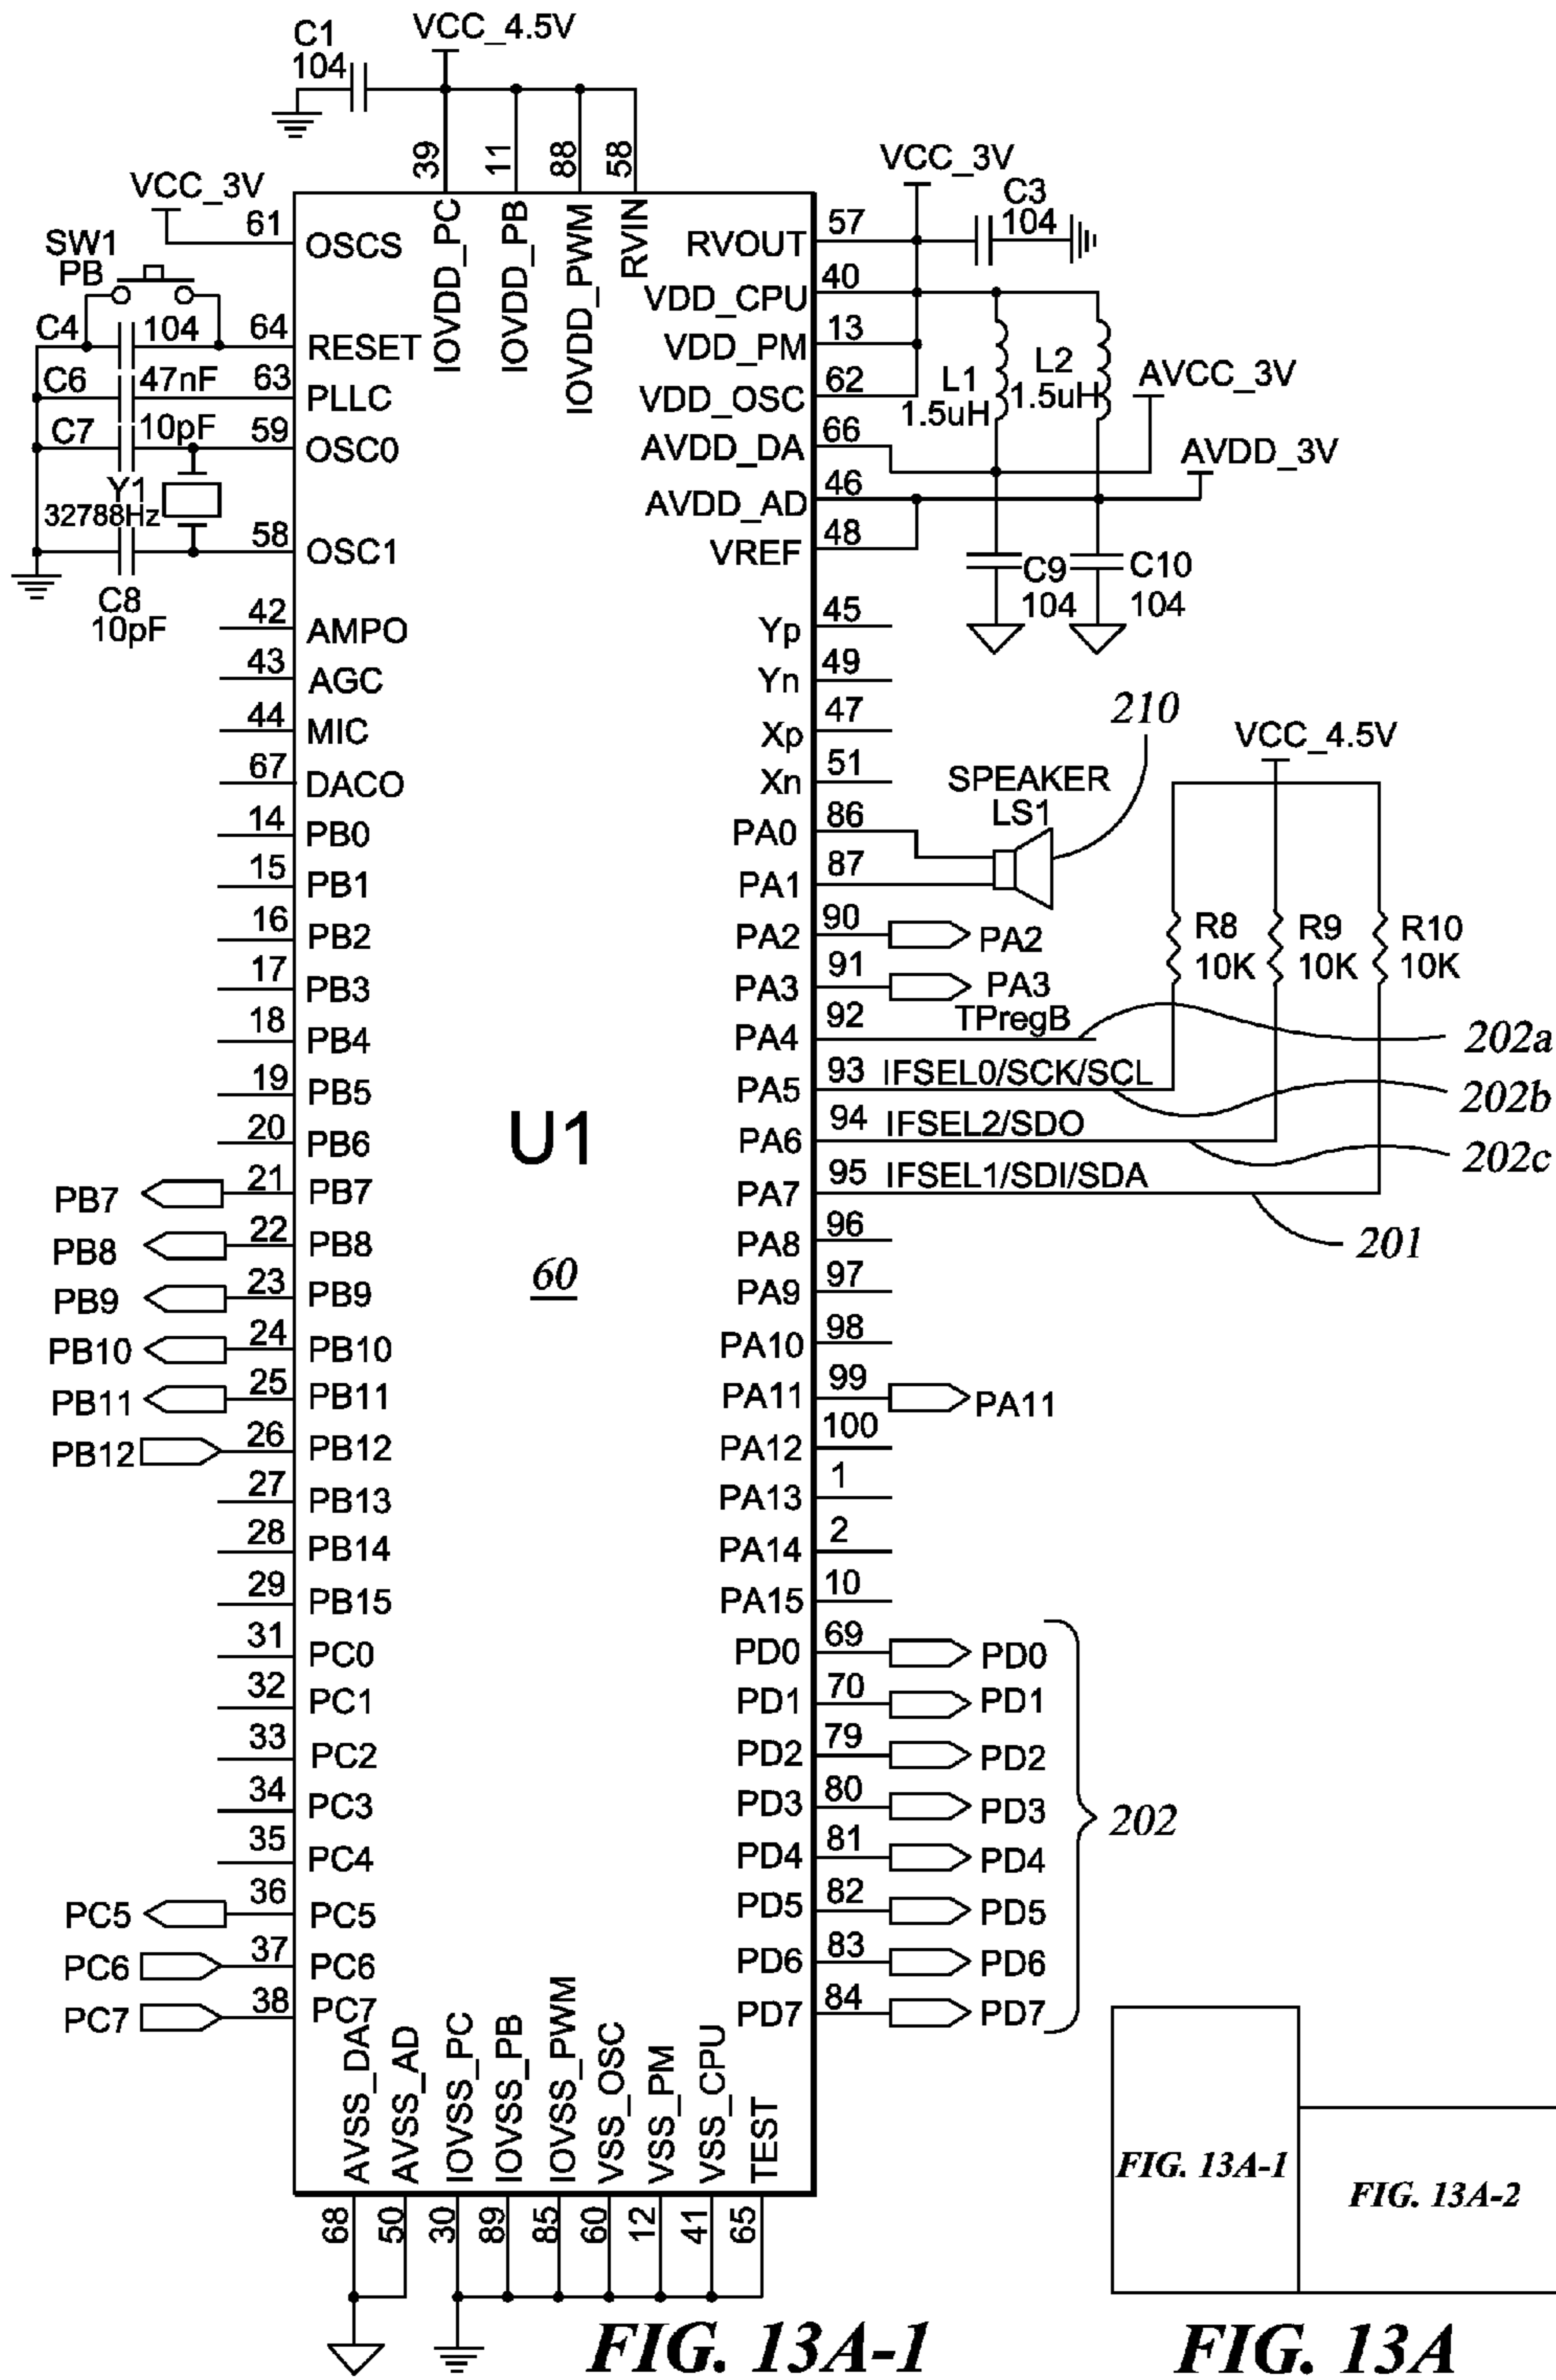 C1
104
VCC_4.5V
39
11
88
58
IOVDD_PC
IOVDD_PB
IOVDD_PWM
RVIN
VCC_3V
61
OSCS
SW1
PB
C4
104
64
RESET
C6
47nF
63
PLLC
C7
10pF
59
OSC0
Y1
32788Hz
58
OSC1
C8
10pF
42
AMPO
43
AGC
44
MIC
67
DACO
14
PB0
15
PB1
16
PB2
17
PB3
18
PB4
19
PB5
20
PB6
PB7
21
PB7
PB8
22
PB8
PB9
23
PB9
PB10
24
PB10
PB11
25
PB11
PB12
26
PB12
27
PB13
28
PB14
29
PB15
31
PC0
32
PC1
33
PC2
34
PC3
35
PC4
PC5
36
PC5
PC6
37
PC6
PC7
38
PC7
U1
60
VCC_3V
C3
104
RVOUT
57
VDD_CPU
40
VDD_PM
13
VDD_OSC
62
L1
1.5uH
L2
1.5uH
AVCC_3V
AVDD_DA
66
AVDD_3V
AVDD_AD
46
VREF
48
C9
104
C10
104
Yp
45
Yn
49
Xp
47
Xn
51
210
SPEAKER
LS1
PA0
86
PA1
87
PA2
90
PA2
PA3
91
PA3
PA4
92
TPregB
VCC_4.5V
R8
10K
R9
10K
R10
10K
202a
PA5
93
IFSEL0/SCK/SCL
202b
PA6
94
IFSEL2/SDO
202c
PA7
95
IFSEL1/SDI/SDA
201
PA8
96
PA9
97
PA10
98
PA11
99
PA11
PA12
100
PA13
1
PA14
2
PA15
10
PD0
69
PD0
PD1
70
PD1
PD2
79
PD2
PD3
80
PD3
PD4
81
PD4
PD5
82
PD5
PD6
83
PD6
PD7
84
PD7
202
AVSS_DA
AVSS_AD
IOVSS_PC
IOVSS_PB
IOVSS_PWM
VSS_OSC
VSS_PM
VSS_CPU
TEST
68
50
30
89
85
60
12
41
65
FIG. 13A-1
FIG. 13A-2
FIG. 13A-1
FIG. 13A